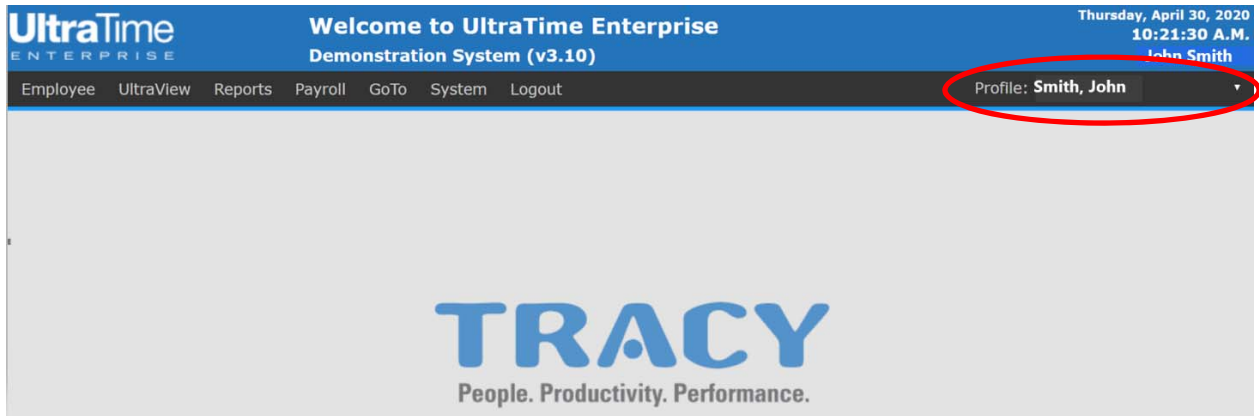 UltraTime
ENTERPRISE
Welcome to UltraTime Enterprise
Demonstration System (v3.10)
Thursday, April 30, 2020
10:21:30 A.M.
John Smith
Employee UltraView Reports Payroll GoTo System Logout Profile: Smith, John
TRACY
People. Productivity. Performance.